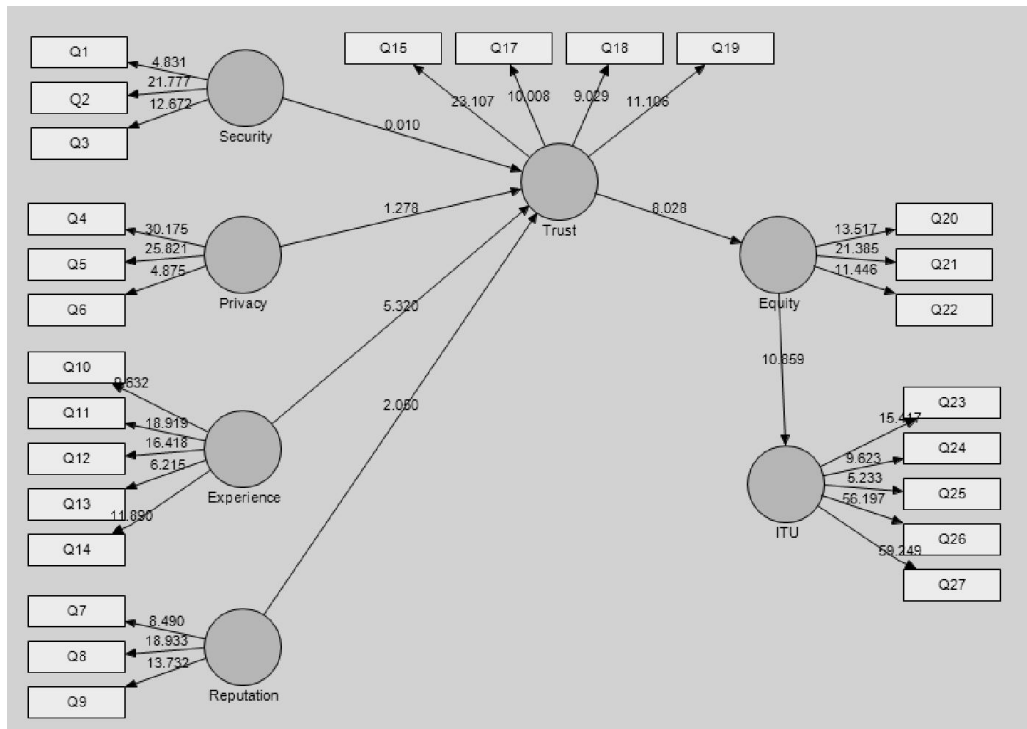 Q1
4.831
Q2
21.777
12.672
Q3
Security
Q15
Q17
Q18
Q19
23.107
10.008
9.029
11.106
0.010
Trust
Q4
30.175
Q5
25.821
4.875
Q6
Privacy
1.278
8.028
Q20
13.517
21.385
Q21
11.446
Q22
Equity
5.320
Q10
9.632
Q11
18.919
Q12
16.418
6.215
Q13
11.890
Q14
Experience
2.050
10.859
Q23
15.417
Q24
9.623
5.233
Q25
56.197
Q26
59.249
Q27
ITU
Q7
8.490
Q8
18.933
13.732
Q9
Reputation